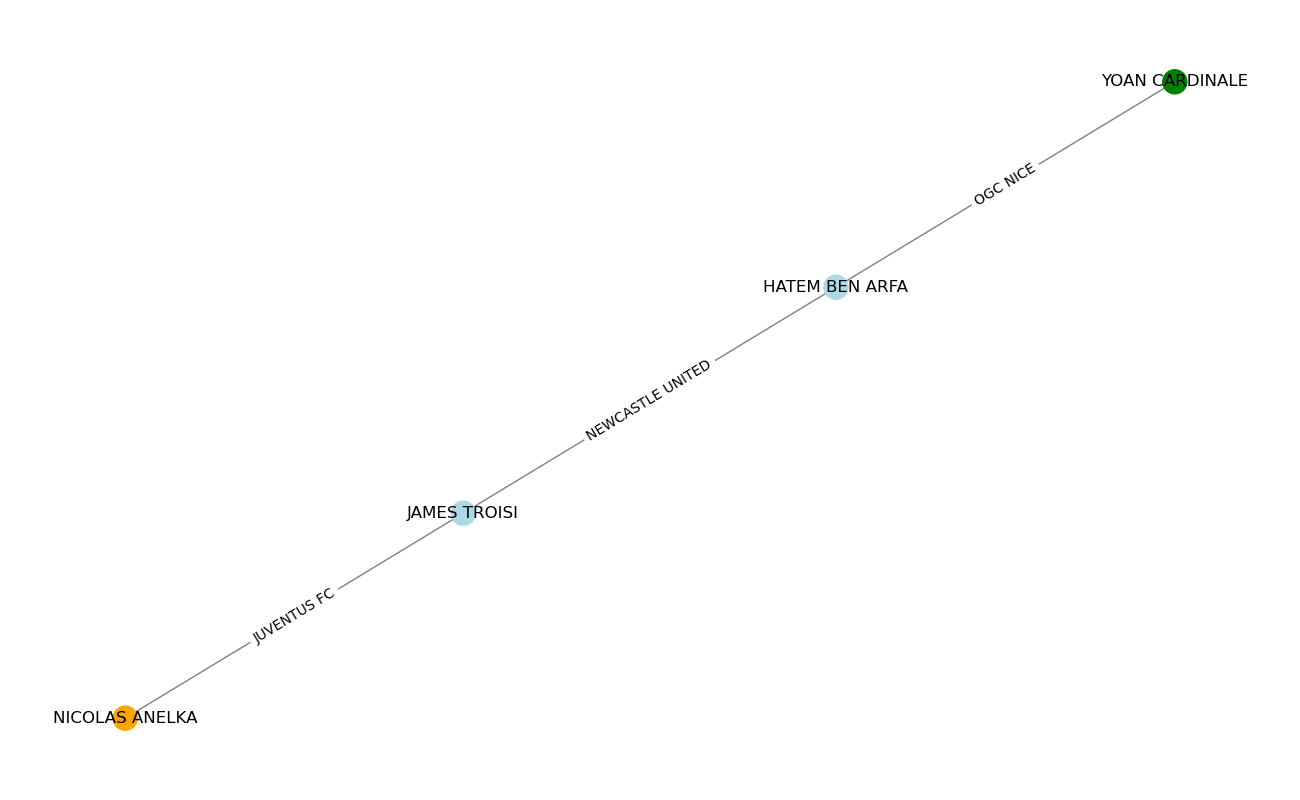 YOAN CARDINALE
OGC NICE
HATEM BEN ARFA
NEWCASTLE UNITED
JAMES TROISI
JUVENTUS FC
NICOLAS ANELKA